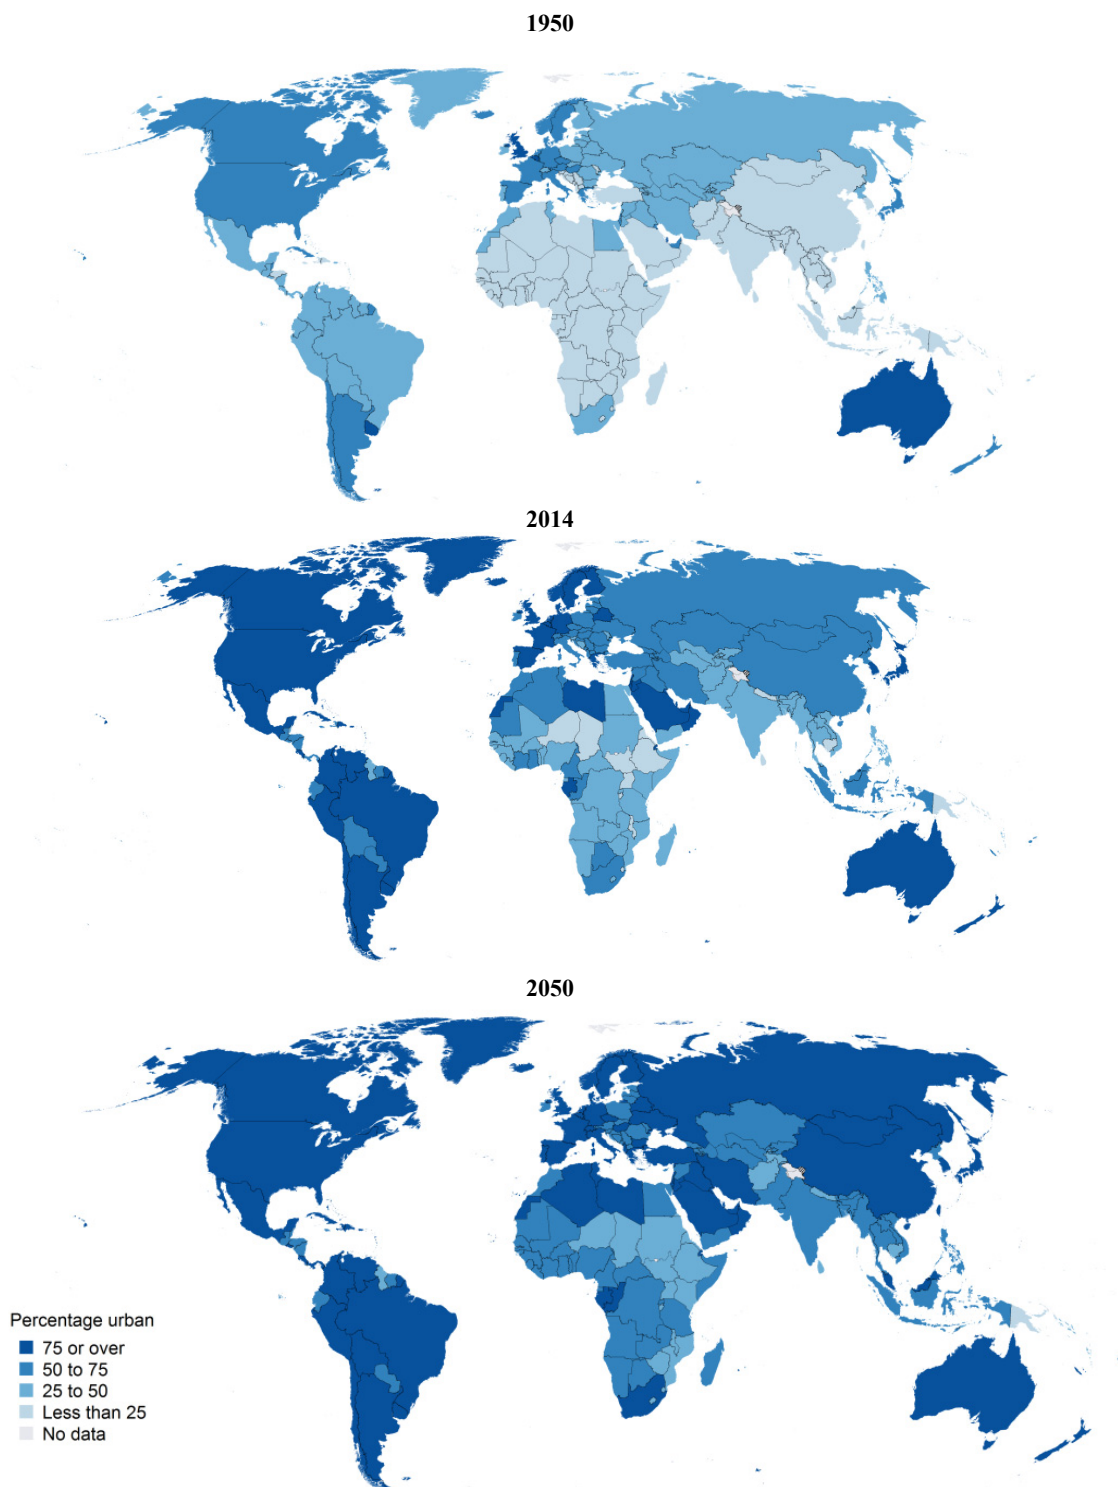 1950
2014
2050
Percentage urban
75 or over
50 to 75
25 to 50
Less than 25
No data